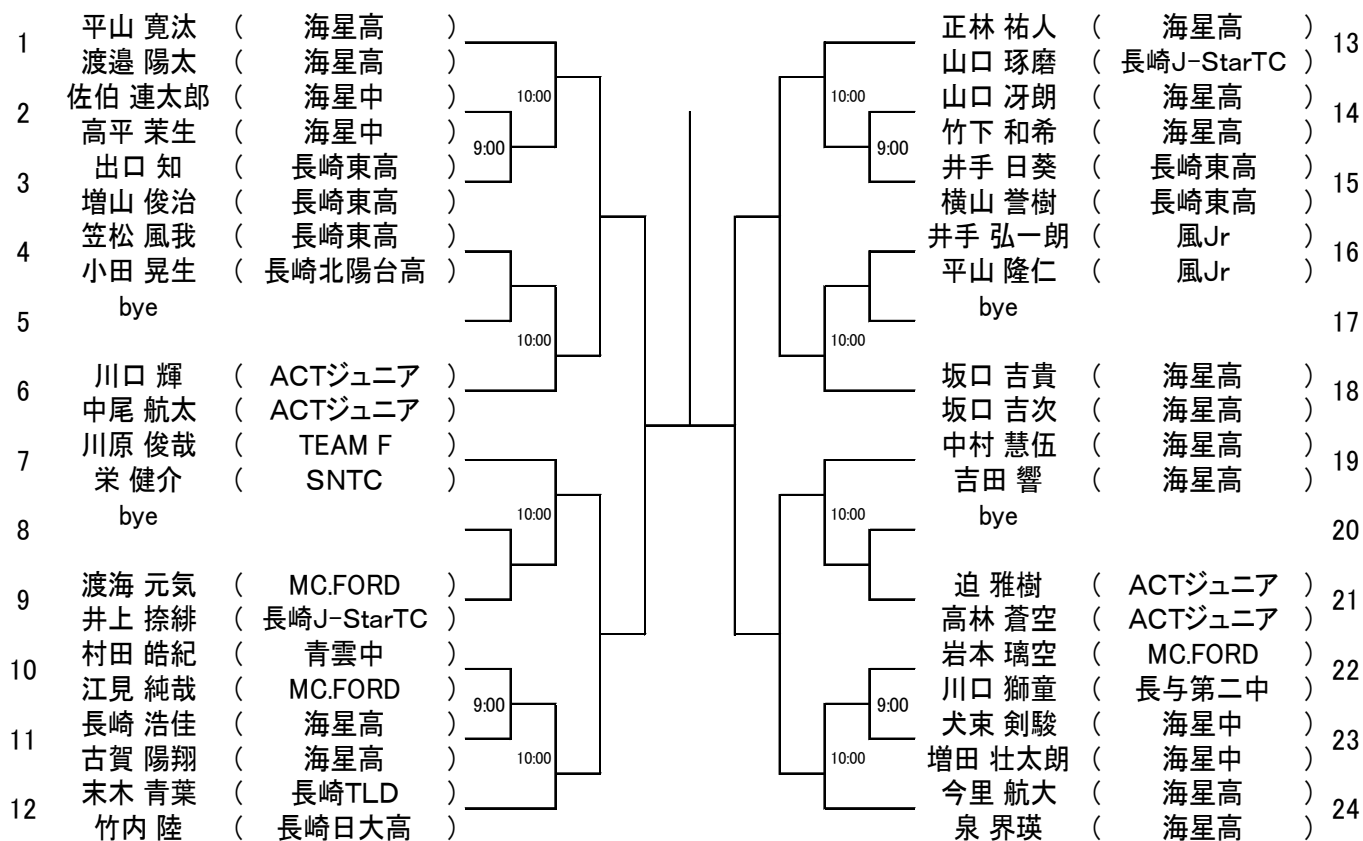 1 平山 寛汰 ( 海星高 )
渡邉 陽太 ( 海星高 )
2 佐伯 連太郎 ( 海星中 )
高平 茉生 ( 海星中 )
3 出口 知 ( 長崎東高 )
増山 俊治 ( 長崎東高 )
4 笠松 風我 ( 長崎東高 )
小田 晃生 ( 長崎北陽台高 )
5 bye
6 川口 輝 ( ACTジュニア )
中尾 航太 ( ACTジュニア )
7 川原 俊哉 ( TEAM F )
栄 健介 ( SNTC )
8 bye
9 渡海 元気 ( MC.FORD )
井上 捺緋 ( 長崎J-StarTC )
10 村田 皓紀 ( 青雲中 )
江見 純哉 ( MC.FORD )
11 長崎 浩佳 ( 海星高 )
古賀 陽翔 ( 海星高 )
12 末木 青葉 ( 長崎TLD )
竹内 陸 ( 長崎日大高 )
10:00
9:00
10:00
10:00
9:00
10:00
10:00
9:00
10:00
10:00
9:00
10:00
正林 祐人 ( 海星高 ) 13
山口 琢磨 ( 長崎J-StarTC )
山口 冴朗 ( 海星高 ) 14
竹下 和希 ( 海星高 )
井手 日葵 ( 長崎東高 ) 15
横山 誉樹 ( 長崎東高 )
井手 弘一朗 ( 風Jr ) 16
平山 隆仁 ( 風Jr )
bye 17
坂口 吉貴 ( 海星高 ) 18
坂口 吉次 ( 海星高 )
中村 慧伍 ( 海星高 ) 19
吉田 響 ( 海星高 )
bye 20
迫 雅樹 ( ACTジュニア ) 21
高林 蒼空 ( ACTジュニア )
岩本 璃空 ( MC.FORD ) 22
川口 獅童 ( 長与第二中 )
犬束 剣駿 ( 海星中 ) 23
増田 壮太朗 ( 海星中 )
今里 航大 ( 海星高 ) 24
泉 界瑛 ( 海星高 )